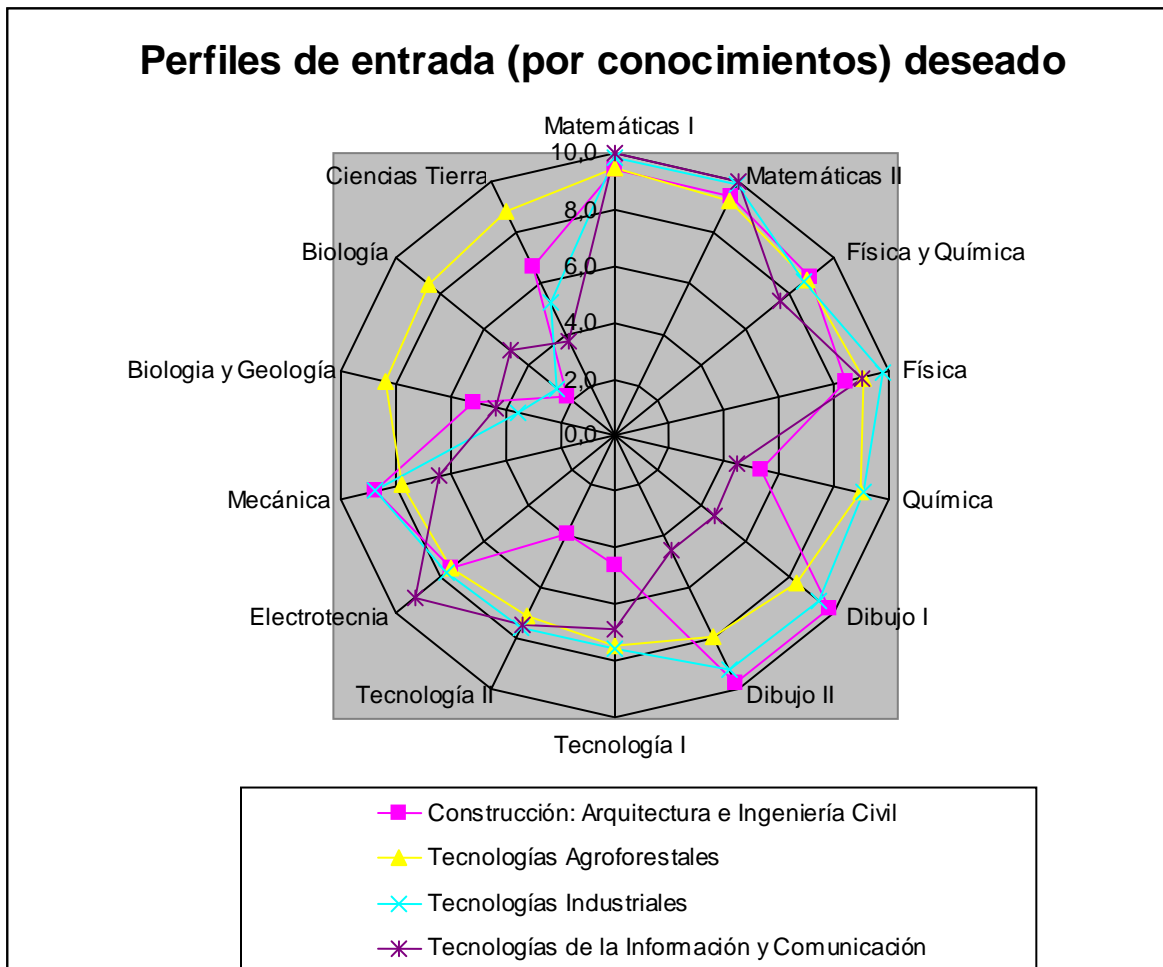 Perfiles de entrada (por conocimientos) deseado
Matemáticas I
10,0
Ciencias Tierra
Matemáticas II
8,0
Biología
Física y Química
6,0
4,0
Biologia y Geología
Física
2,0
0,0
Mecánica
Química
Electrotecnia
Dibujo I
Tecnología II
Dibujo II
Tecnología I
Construcción: Arquitectura e Ingeniería Civil
Tecnologías Agroforestales
Tecnologías Industriales
Tecnologías de la Información y Comunicación